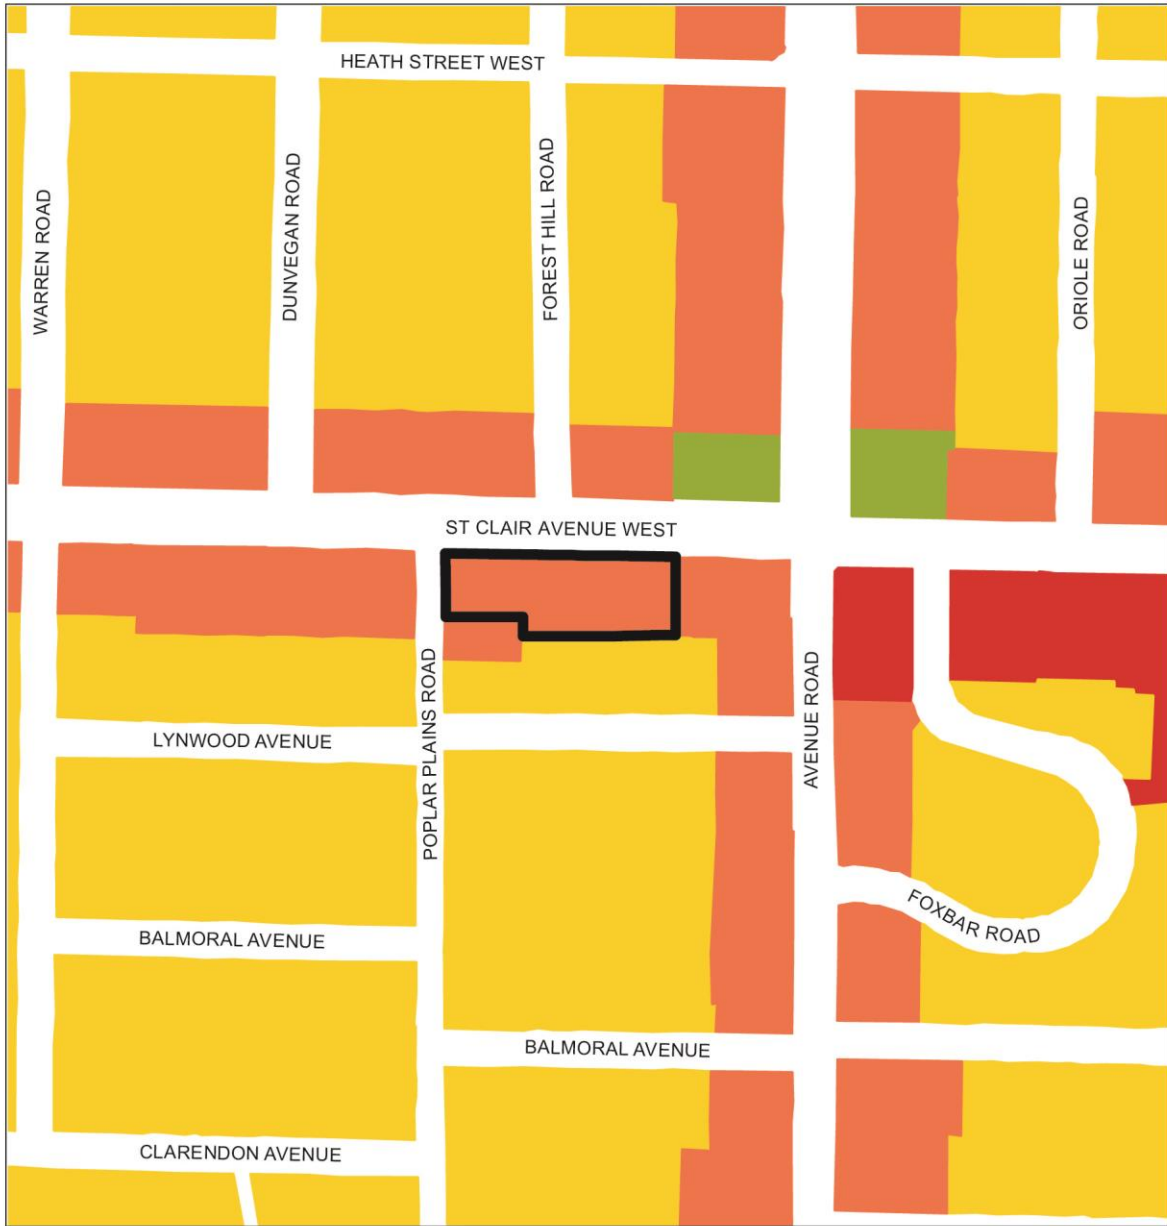 HEATH STREET WEST
WARREN ROAD
DUNVEGAN ROAD
FOREST HILL ROAD
ORIOLE ROAD
ST CLAIR AVENUE WEST
POPLAR PLAINS ROAD
AVENUE ROAD
LYNWOOD AVENUE
FOXBAR ROAD
BALMORAL AVENUE
BALMORAL AVENUE
CLARENDON AVENUE